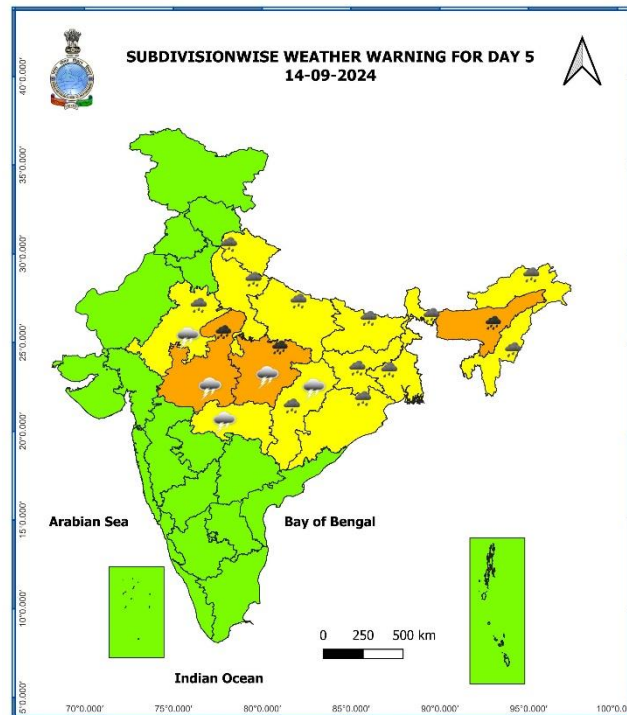 SUBDIVISIONWISE WEATHER WARNING FOR DAY 5
14-09-2024
40°0.000'
35°0.000'
30°0.000'
25°0.000'
20°0.000'
15°0.000'
10°0.000'
5°0.000'
Arabian Sea
Bay of Bengal
0 250 500 km
Indian Ocean
70°0.000' 75°0.000' 80°0.000' 85°0.000' 90°0.000' 95°0.000' 100°0.0